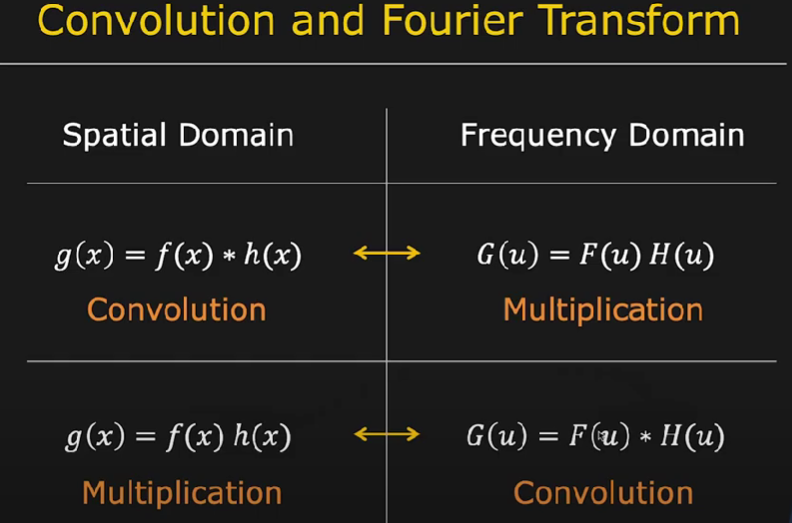 Convolution and Fourier Transform
Spatial Domain
Frequency Domain
g(x) = f(x) * h(x)
G(u) = F(u) H(u)
Convolution
Multiplication
g(x) = f(x) h(x)
G(u) = F(u) * H(u)
Multiplication
Convolution